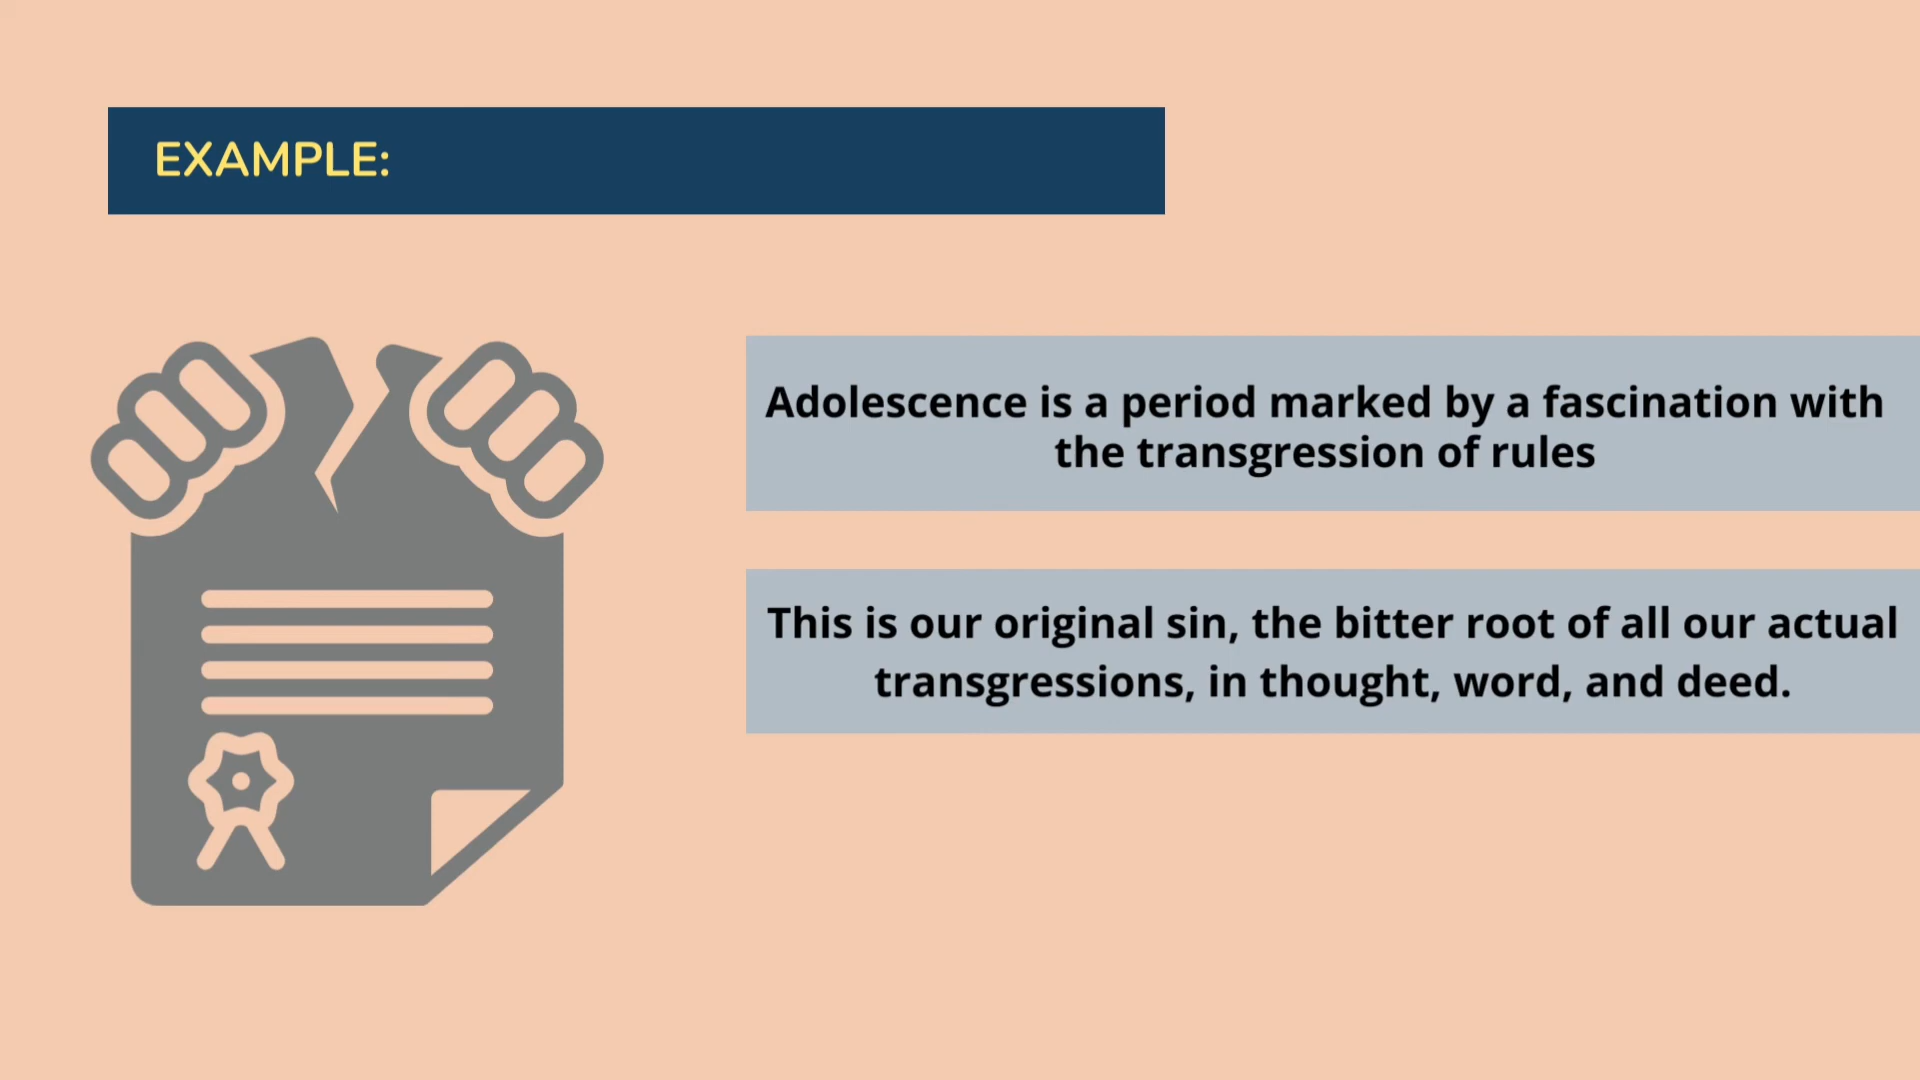 EXAMPLE:
Adolescence is a period marked by a fascination with
the transgression of rules
This is our original sin, the bitter root of all our actual
transgressions, in thought, word, and deed.